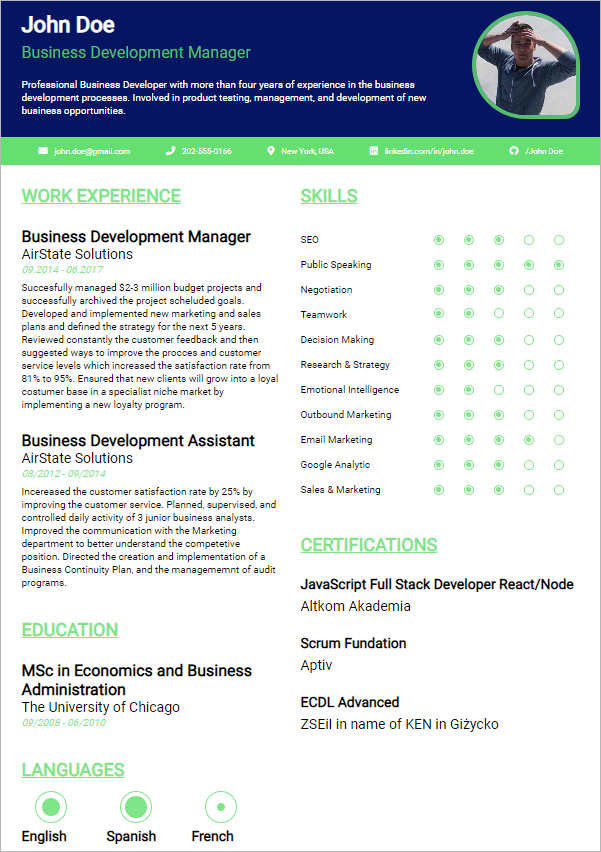 John Doe
Business Development Manager
Professional Business Developer with more than four years of experience in the business
development processes. Involved in product testing, management, and development of new
business opportunities.
john.doe@gmail.com
202-555-0166
New York, USA
linkedin.com/in/john.doe
/John Doe
WORK EXPERIENCE
Business Development Manager
AirState Solutions
09.2014 - 06.2017
Succesfully managed $2-3 million budget projects and
successfully archived the project scheluded goals.
Developed and implemented new marketing and sales
plans and defined the strategy for the next 5 years.
Reviewed constantly the customer feedback and then
suggested ways to improve the procces and customer
service levels which increased the satisfaction rate from
81% to 95%. Ensured that new clients will grow into a loyal
costumer base in a specialist niche market by
implementing a new loyalty program.
Business Development Assistant
AirState Solutions
08/2012 - 09/2014
Incereased the customer satisfaction rate by 25% by
improving the customer service. Planned, supervised, and
controlled daily activity of 3 junior business analysts.
Improved the communication with the Marketing
department to better understand the competetive
position. Directed the creation and implementation of a
Business Continuity Plan, and the managememnt of audit
programs.
EDUCATION
MSc in Economics and Business
Administration
The University of Chicago
09/2008 - 06/2010
LANGUAGES
English
Spanish
French
SKILLS
SEO
Public Speaking
Negotiation
Teamwork
Decision Making
Research & Strategy
Emotional Intelligence
Outbound Marketing
Email Marketing
Google Analytic
Sales & Marketing
CERTIFICATIONS
JavaScript Full Stack Developer React/Node
Altkom Akademia
Scrum Fundation
Aptiv
ECDL Advanced
ZSEiI in name of KEN in Giżycko